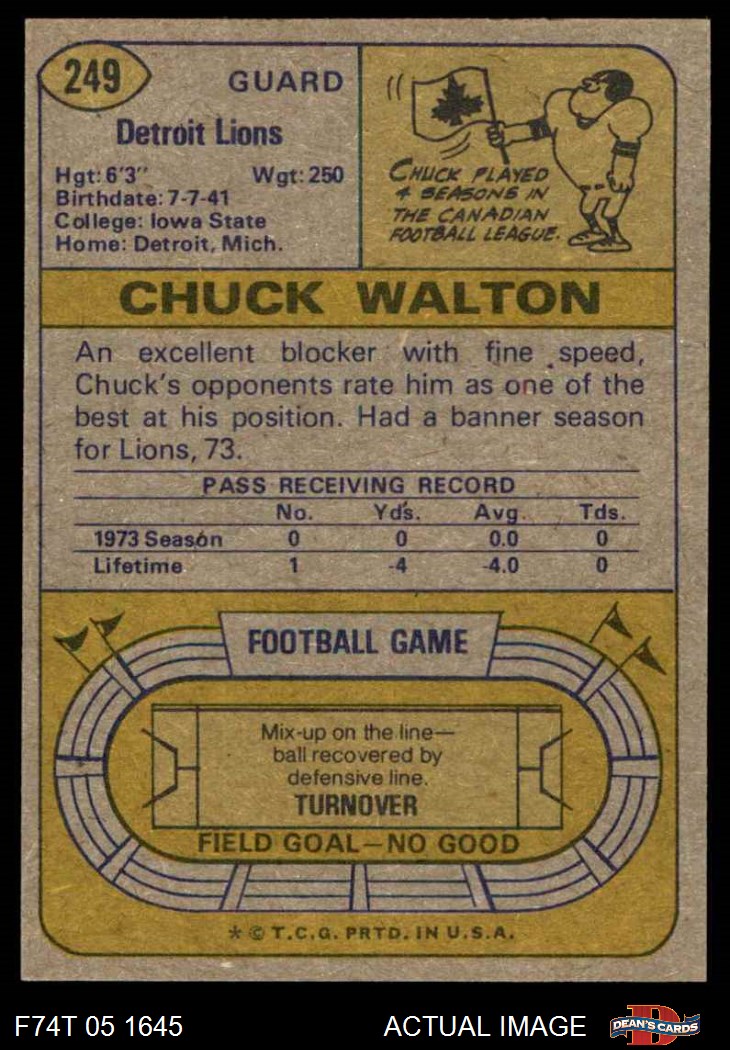 249
GUARD
Detroit Lions
Hgt: 6'3" Wgt: 250
Birthdate: 7-7-41
College: Iowa State
Home: Detroit, Mich.
CHUCK PLAYED
4 SEASONS IN
THE CANADIAN
FOOTBALL LEAGUE.
CHUCK WALTON
An excellent blocker with fine speed,
Chuck's opponents rate him as one of the
best at his position. Had a banner season
for Lions, 73.
PASS RECEIVING RECORD
No. Yds. Avg. Tds.
1973 Season 0 0 0.0 0
Lifetime 1 -4 -4.0 0
FOOTBALL GAME
Mix-up on the line—
ball recovered by
defensive line.
TURNOVER
FIELD GOAL—NO GOOD
* © T.C.G. PRTD. IN U.S.A.
F74T 05 1645 ACTUAL IMAGE
D
DEAN'S CARDS